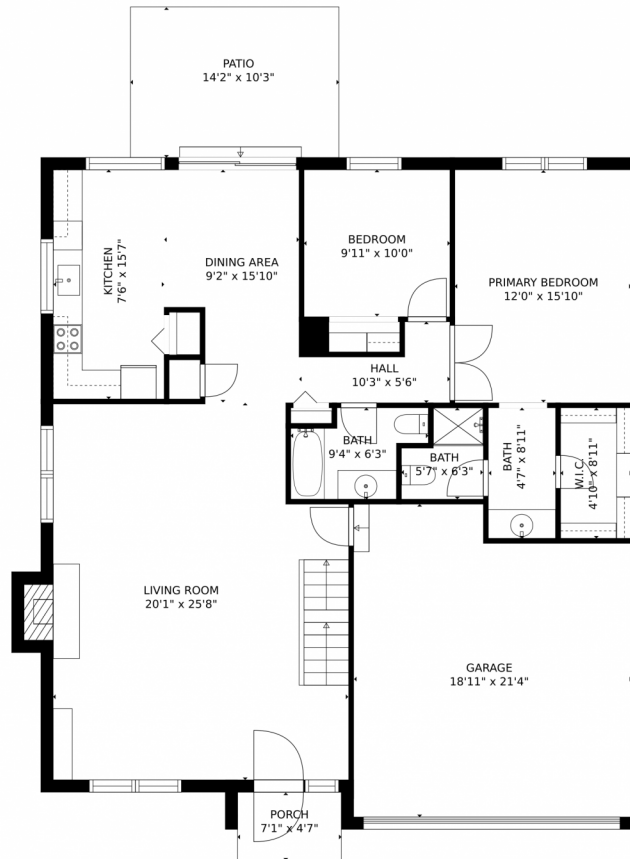 PATIO
14'2" x 10'3"
KITCHEN
7'6" x 15'7"
DINING AREA
9'2" x 15'10"
BEDROOM
9'11" x 10'0"
PRIMARY BEDROOM
12'0" x 15'10"
HALL
10'3" x 5'6"
BATH
9'4" x 6'3"
BATH
5'7" x 6'3"
BATH
4'7" x 8'11"
W.I.C.
4'10" x 8'11"
LIVING ROOM
20'1" x 25'8"
GARAGE
18'11" x 21'4"
PORCH
7'1" x 4'7"